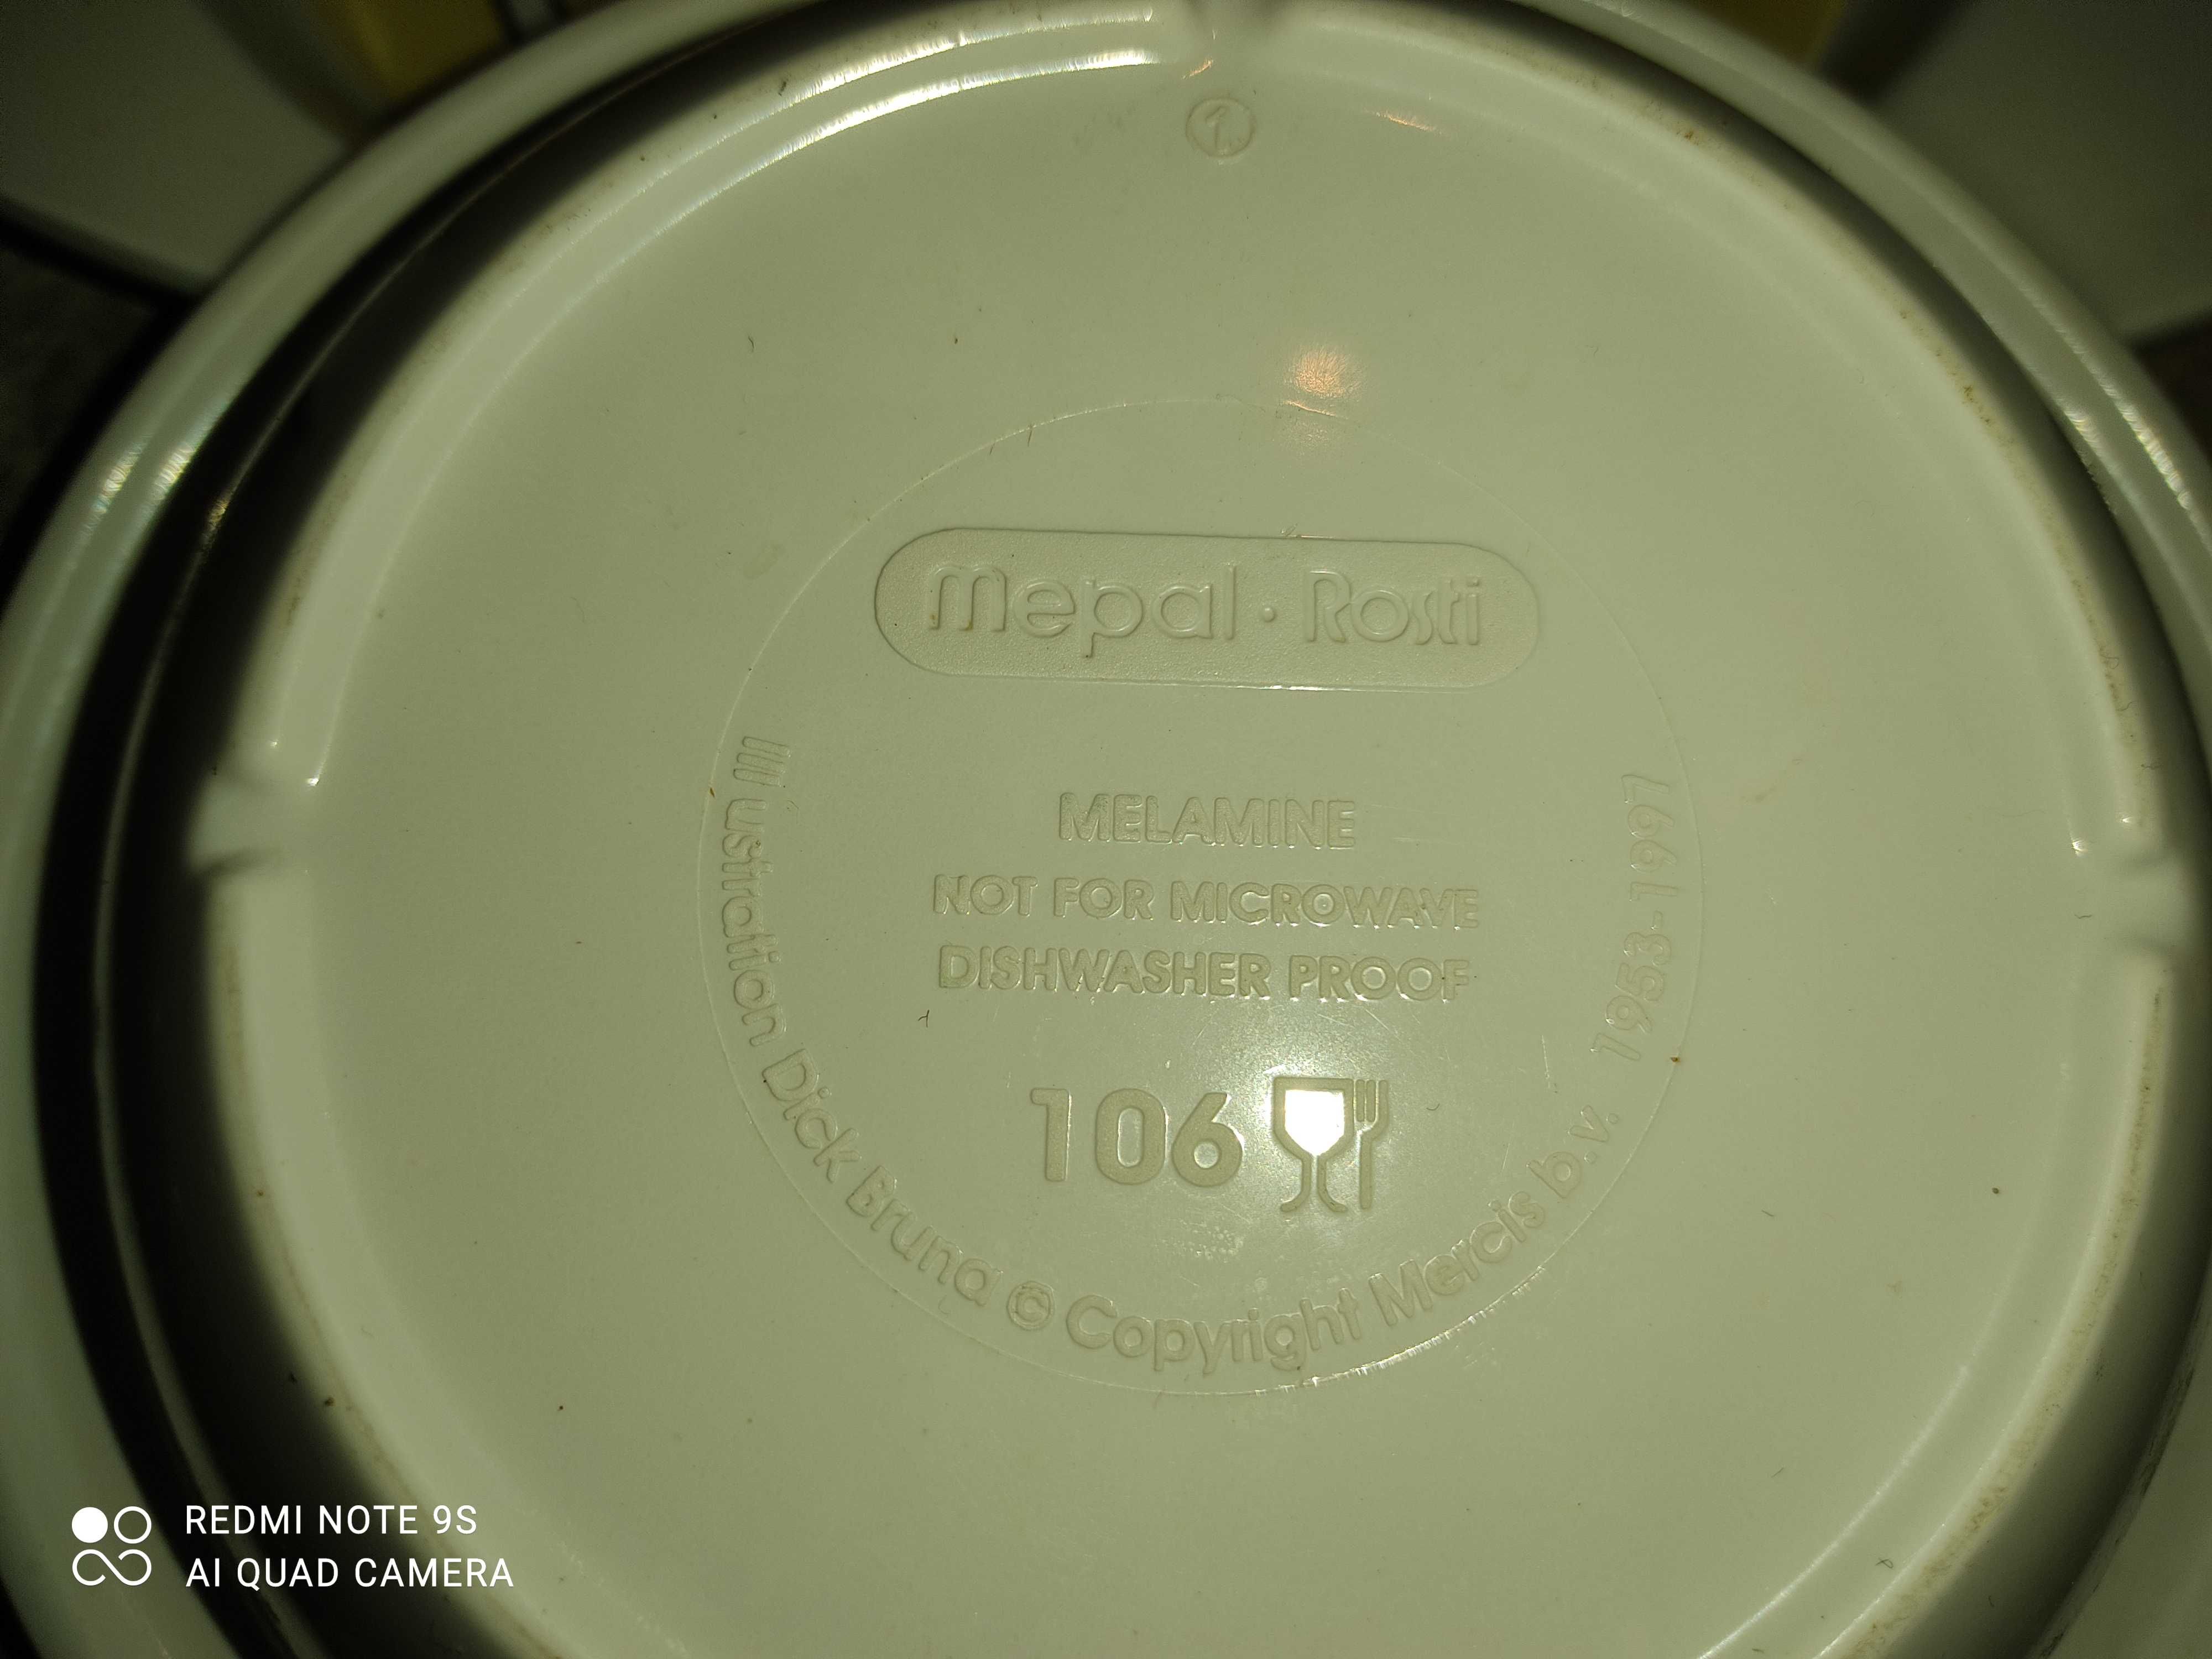 1
mepal · Rosti
MELAMINE
NOT FOR MICROWAVE
DISHWASHER PROOF
106
Illustration Dick Bruna © Copyright Mercis b.v. 1953-1997
REDMI NOTE 9S
AI QUAD CAMERA